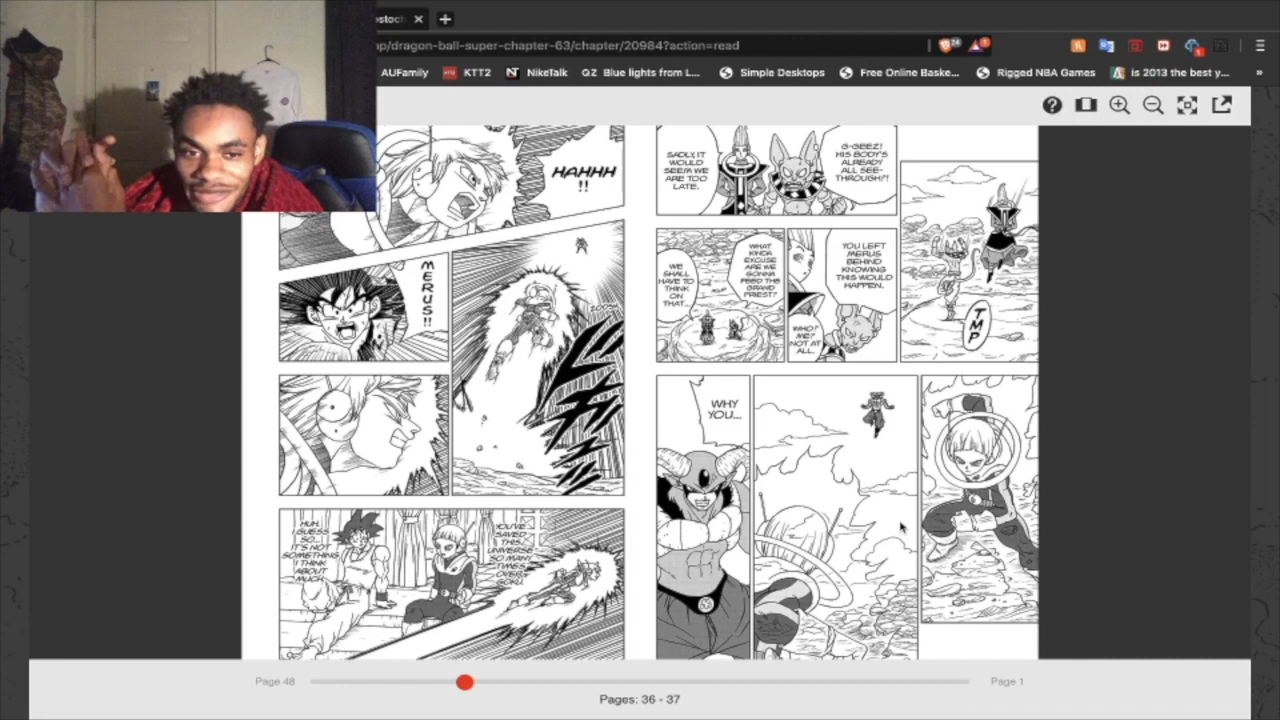 ostoch
np/dragon-ball-super-chapter-63/chapter/20984?action=read
AUFamily
KTT2
NikeTalk
QZ Blue lights from L...
Simple Desktops
Free Online Baske...
Rigged NBA Games
is 2013 the best y...
»
HAHHH
!!
SADLY, IT
WOULD
SEEM WE
ARE TOO
LATE.
G-GEEZ!
HIS BODY'S
ALREADY
ALL SEE-
THROUGH?!
MERUS!!
WE
SHALL
HAVE TO
THINK
ON
THAT...
WHAT
KINDA
EXCUSE
ARE WE
GONNA
FEED THE
GRAND
PRIEST?
YOU LEFT
MERUS
BEHIND
KNOWING
THIS WOULD
HAPPEN.
WHO?
ME?
NOT AT
ALL.
TMP
WHY
YOU...
HUH.
I GUESS
SO...
IT'S NOT
SOMETHING
I THINK
ABOUT
MUCH.
YOU'VE
SAVED
THIS
UNIVERSE
SO MANY
TIMES
OVER,
GOKU.
Page 48
Page 1
Pages: 36 - 37